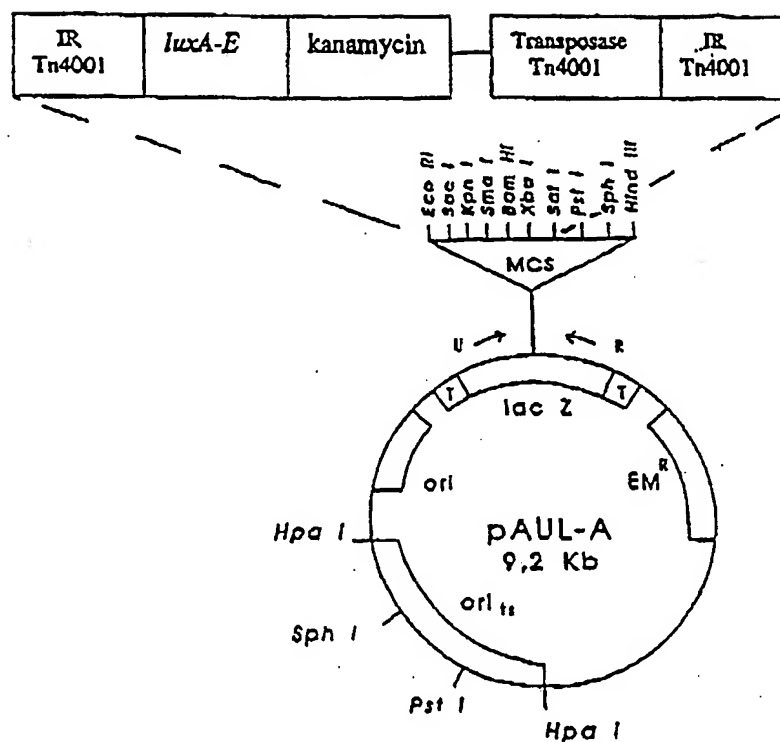 IR Tn4001
luxA-E
kanamycin
Transposase Tn4001
IR Tn4001
Eco RI
Sac I
Kpn I
Sma I
Bam HI
Xba I
Sal I
Pst I
Sph I
Hind III
MCS
U
R
T
lac Z
T
ori
EM R
Hpa I
pAUL-A
9,2 Kb
ori ts
Sph I
Pst I
Hpa I